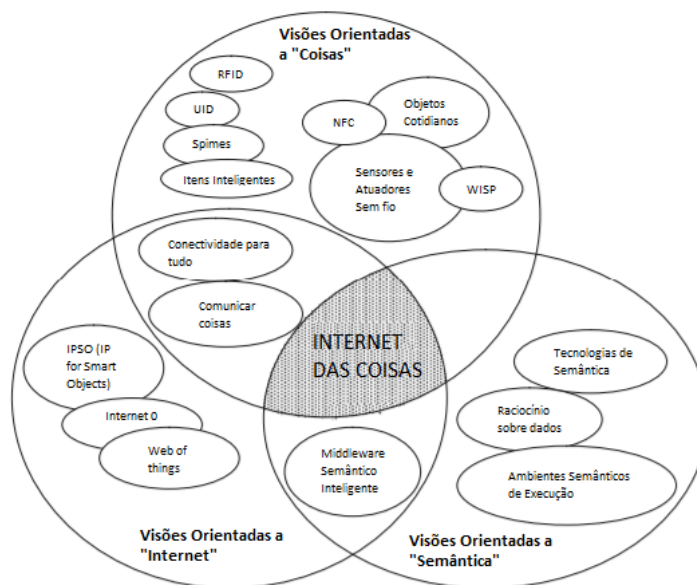 Visões Orientadas
a "Coisas"
RFID
UID
Spimes
Itens Inteligentes
NFC
Objetos
Cotidianos
Sensores e
Atuadores
Sem fio
WISP
Conectividade para
tudo
Comunicar
coisas
INTERNET
DAS COISAS
IPSO (IP
for Smart
Objects)
Internet 0
Web of
things
Middleware
Semântico
Inteligente
Tecnologias de
Semântica
Raciocínio
sobre dados
Ambientes Semânticos
de Execução
Visões Orientadas a
"Internet"
Visões Orientadas a
"Semântica"